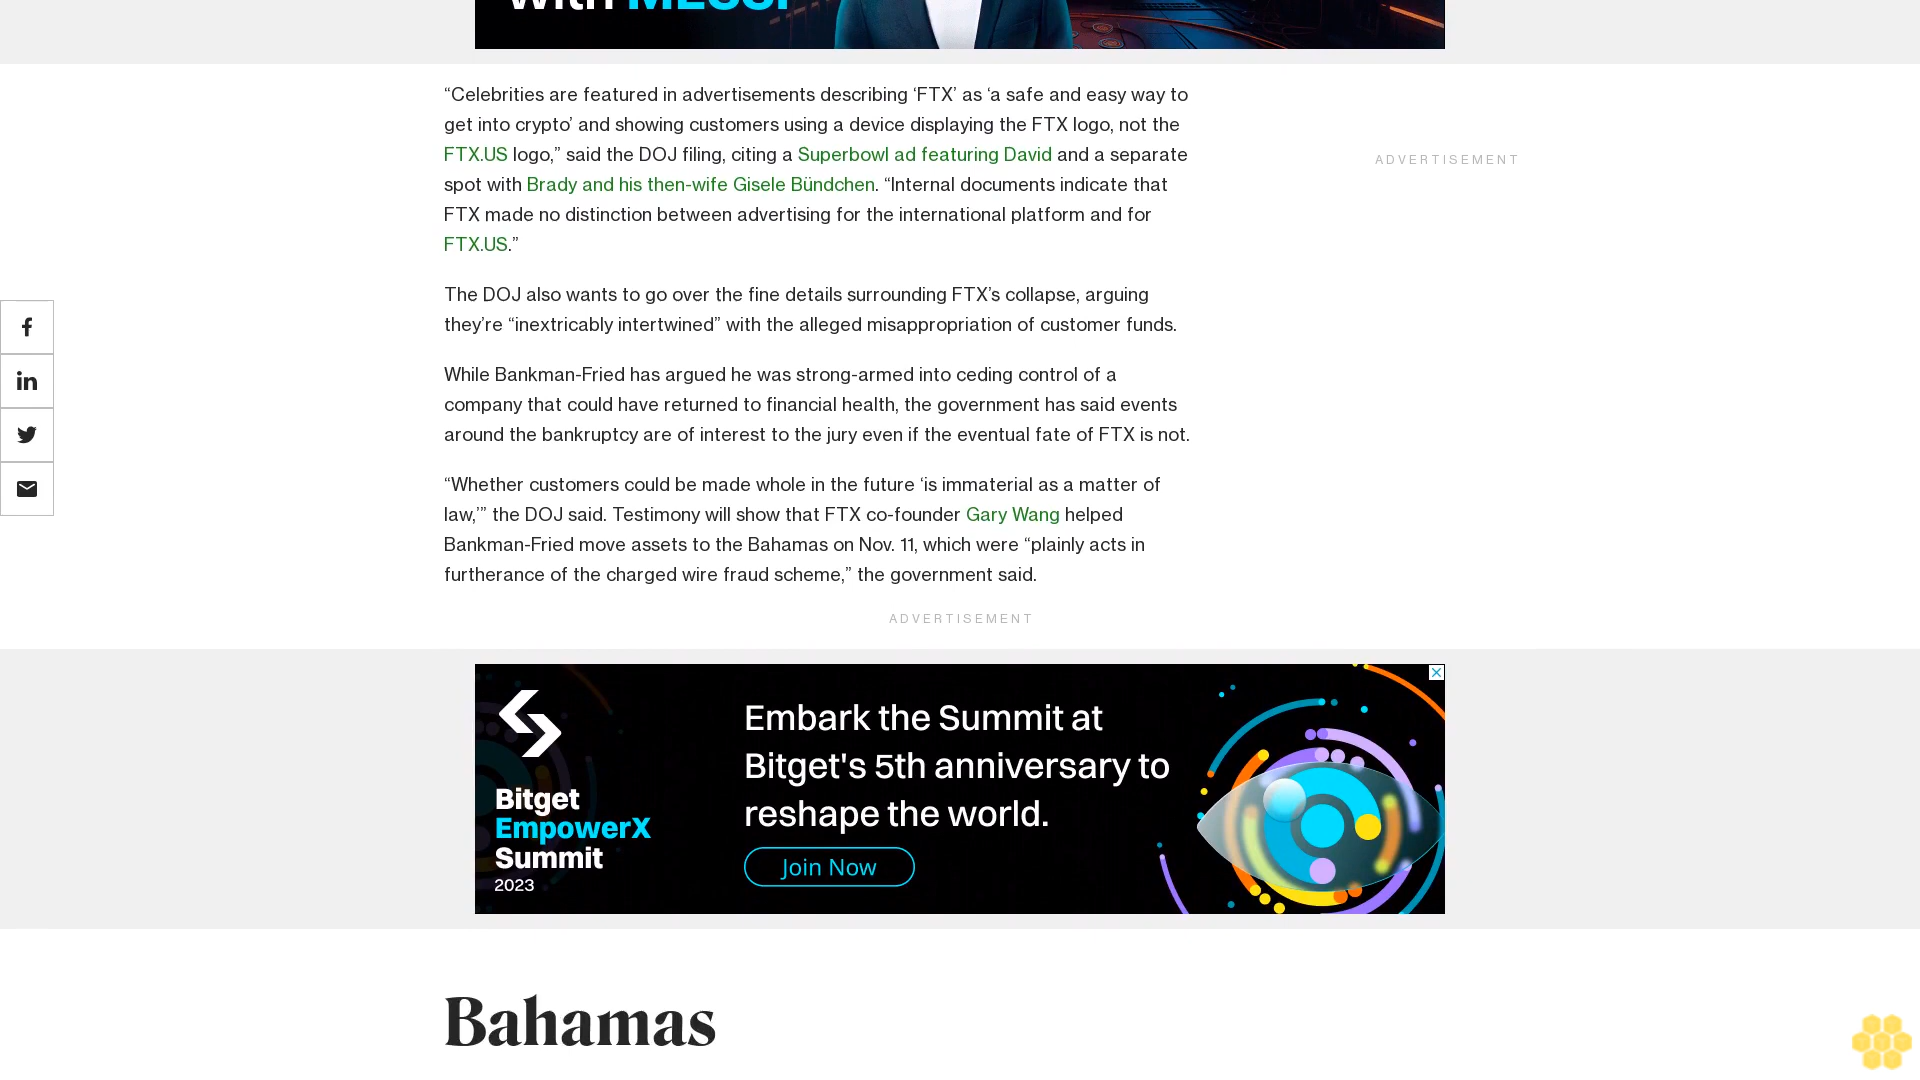 with MESSI
“Celebrities are featured in advertisements describing ‘FTX’ as ‘a safe and easy way to
get into crypto’ and showing customers using a device displaying the FTX logo, not the
FTX.US logo,” said the DOJ filing, citing a Superbowl ad featuring David and a separate
spot with Brady and his then-wife Gisele Bündchen. “Internal documents indicate that
FTX made no distinction between advertising for the international platform and for
FTX.US.”
ADVERTISEMENT
The DOJ also wants to go over the fine details surrounding FTX’s collapse, arguing
they’re “inextricably intertwined” with the alleged misappropriation of customer funds.
While Bankman-Fried has argued he was strong-armed into ceding control of a
company that could have returned to financial health, the government has said events
around the bankruptcy are of interest to the jury even if the eventual fate of FTX is not.
“Whether customers could be made whole in the future ‘is immaterial as a matter of
law,’” the DOJ said. Testimony will show that FTX co-founder Gary Wang helped
Bankman-Fried move assets to the Bahamas on Nov. 11, which were “plainly acts in
furtherance of the charged wire fraud scheme,” the government said.
ADVERTISEMENT
Bitget
EmpowerX
Summit
2023
Embark the Summit at
Bitget's 5th anniversary to
reshape the world.
Join Now
Bahamas